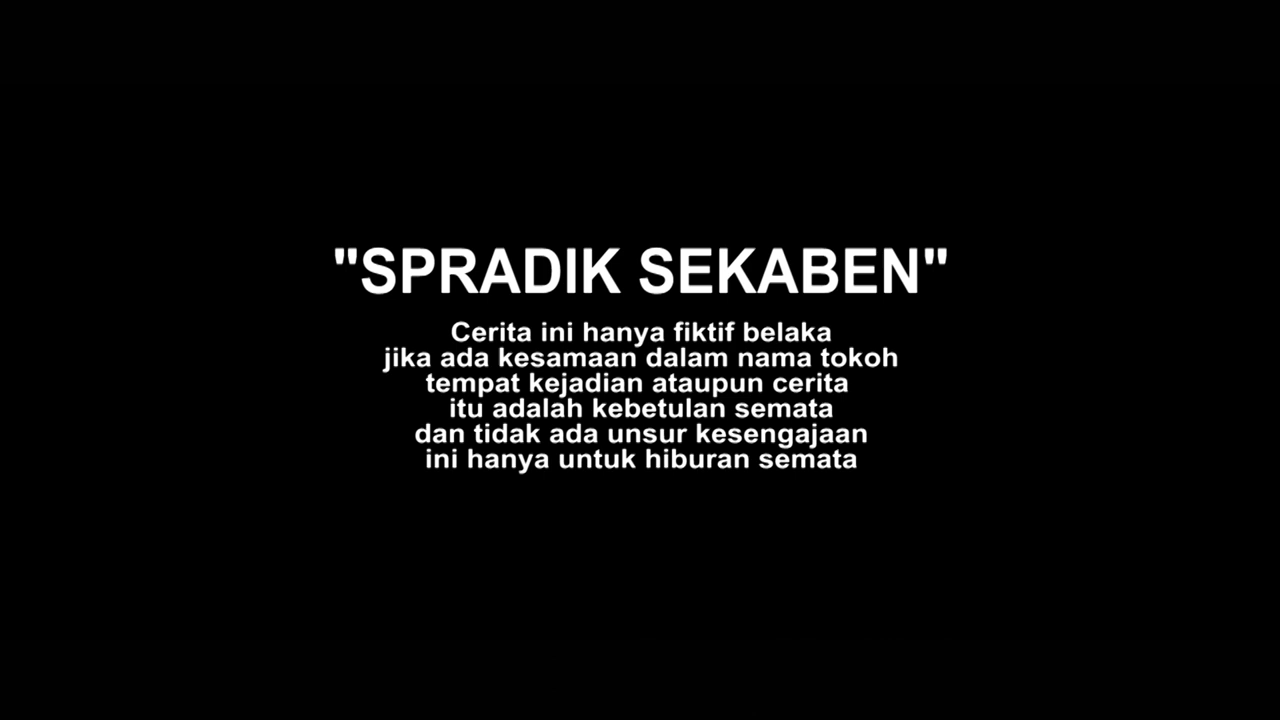 "SPRADIK SEKABEN"
Cerita ini hanya fiktif belaka
jika ada kesamaan dalam nama tokoh
tempat kejadian ataupun cerita
itu adalah kebetulan semata
dan tidak ada unsur kesengajaan
ini hanya untuk hiburan semata